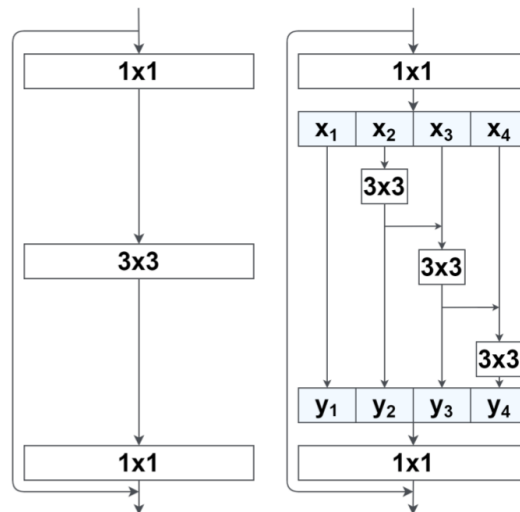 1x1
3x3
1x1
1x1
x₁ x₂ x₃ x₄
3x3
3x3
3x3
y₁ y₂ y₃ y₄
1x1